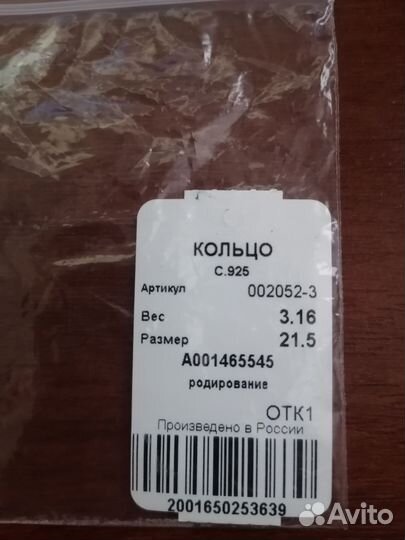 КОЛЬЦО
С.925
Артикул 002052-3
Вес 3.16
Размер 21.5
А001465545
родирование
ОТК1
Произведено в России
2001650253639
Avito